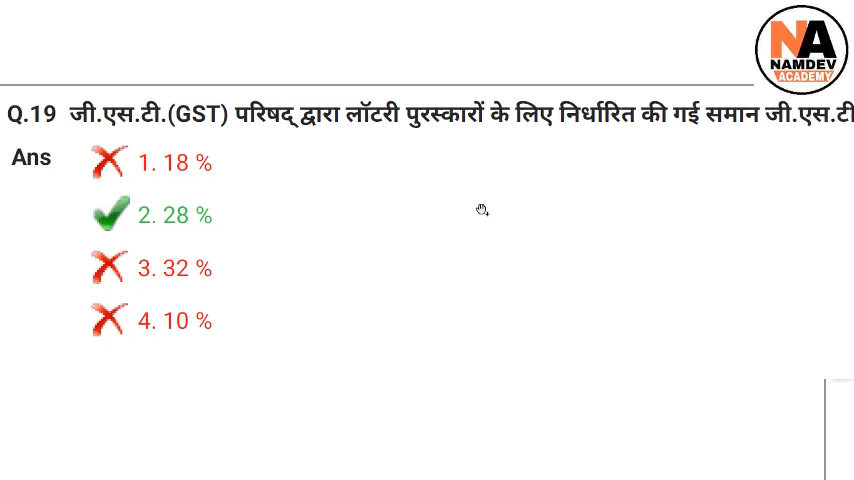 NA
NAMDEV
ACADEMY
Q.19 जी.एस.टी.(GST) परिषद् द्वारा लॉटरी पुरस्कारों के लिए निर्धारित की गई समान जी.एस.टी
Ans
1. 18 %
2. 28 %
3. 32 %
4. 10 %